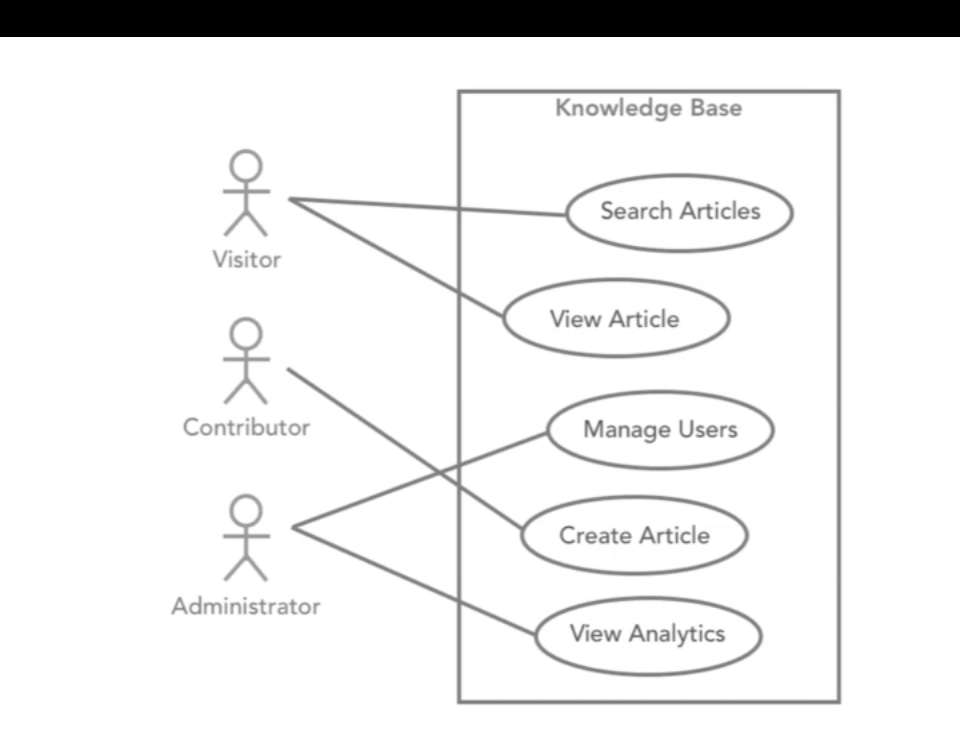 Knowledge Base
Visitor
Search Articles
View Article
Contributor
Manage Users
Create Article
Administrator
View Analytics